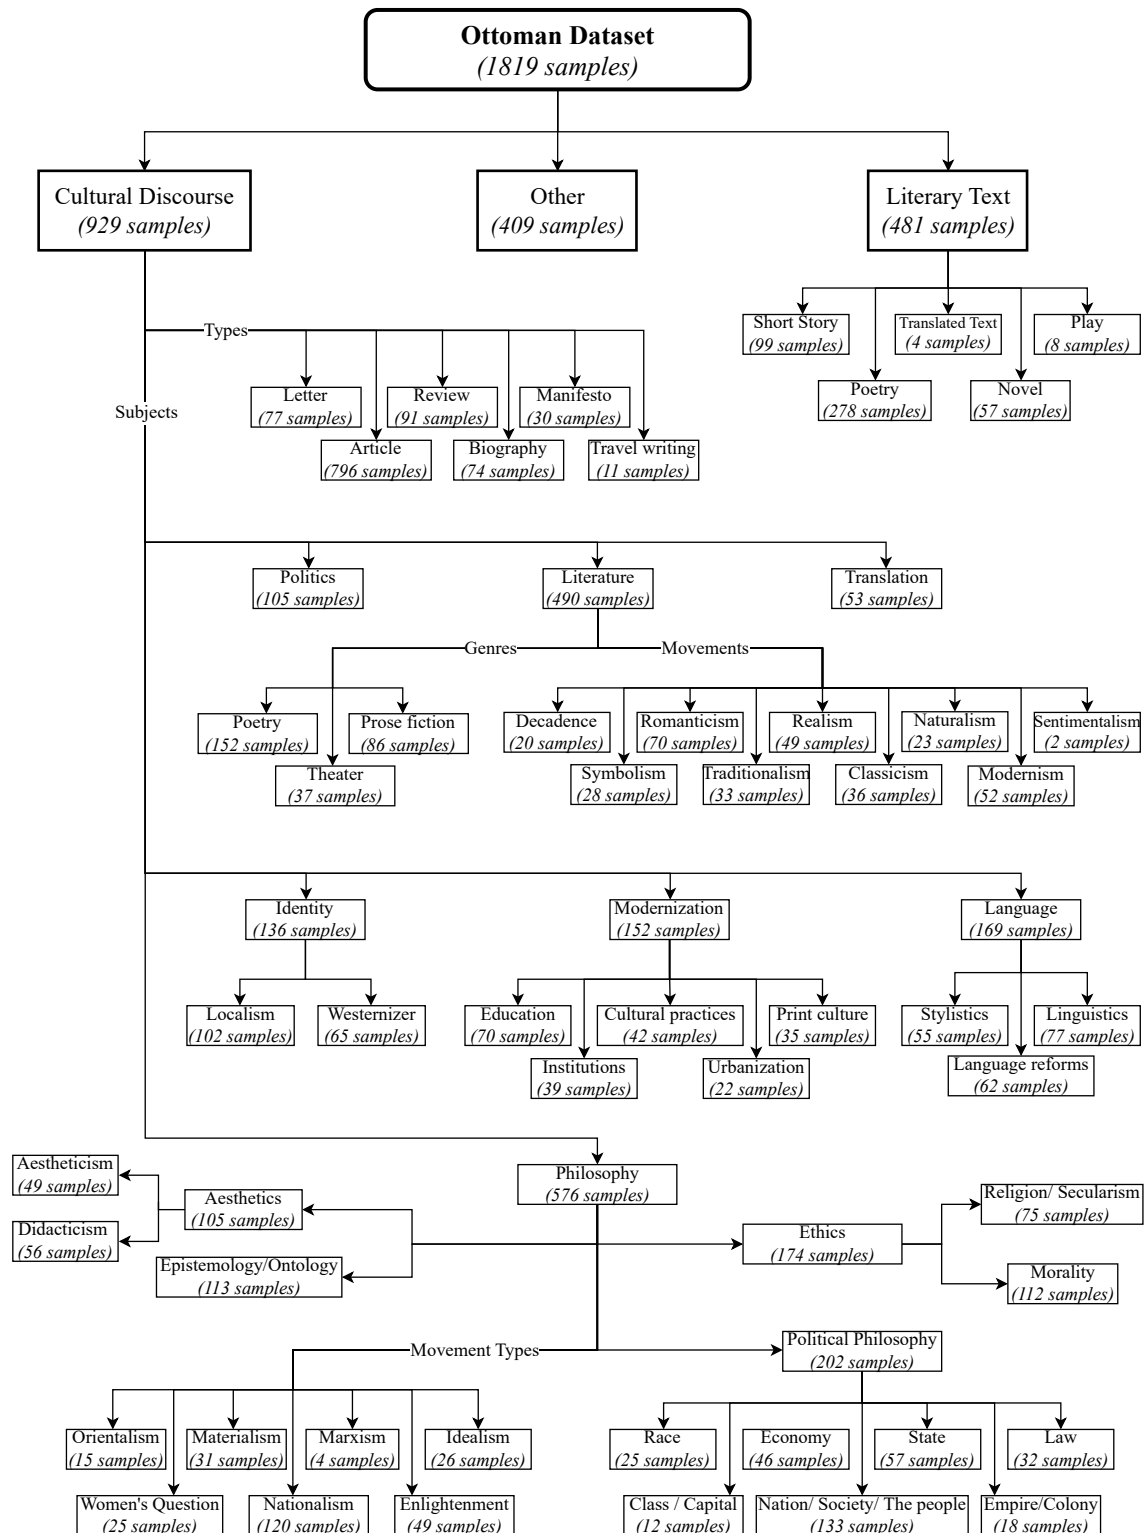 Ottoman Dataset
(1819 samples)
Cultural Discourse
(929 samples)
Other
(409 samples)
Literary Text
(481 samples)
Short Story
(99 samples)
Translated Text
(4 samples)
Play
(8 samples)
Poetry
(278 samples)
Novel
(57 samples)
Types
Letter
(77 samples)
Review
(91 samples)
Manifesto
(30 samples)
Article
(796 samples)
Biography
(74 samples)
Travel writing
(11 samples)
Subjects
Politics
(105 samples)
Literature
(490 samples)
Translation
(53 samples)
Genres
Movements
Poetry
(152 samples)
Prose fiction
(86 samples)
Theater
(37 samples)
Decadence
(20 samples)
Romanticism
(70 samples)
Realism
(49 samples)
Naturalism
(23 samples)
Sentimentalism
(2 samples)
Symbolism
(28 samples)
Traditionalism
(33 samples)
Classicism
(36 samples)
Modernism
(52 samples)
Identity
(136 samples)
Modernization
(152 samples)
Language
(169 samples)
Localism
(102 samples)
Westernizer
(65 samples)
Education
(70 samples)
Cultural practices
(42 samples)
Print culture
(35 samples)
Institutions
(39 samples)
Urbanization
(22 samples)
Stylistics
(55 samples)
Linguistics
(77 samples)
Language reforms
(62 samples)
Philosophy
(576 samples)
Aestheticism
(49 samples)
Aesthetics
(105 samples)
Didacticism
(56 samples)
Epistemology/Ontology
(113 samples)
Ethics
(174 samples)
Religion/ Secularism
(75 samples)
Morality
(112 samples)
Movement Types
Political Philosophy
(202 samples)
Orientalism
(15 samples)
Materialism
(31 samples)
Marxism
(4 samples)
Idealism
(26 samples)
Women's Question
(25 samples)
Nationalism
(120 samples)
Enlightenment
(49 samples)
Race
(25 samples)
Economy
(46 samples)
State
(57 samples)
Law
(32 samples)
Class / Capital
(12 samples)
Nation/ Society/ The people
(133 samples)
Empire/Colony
(18 samples)